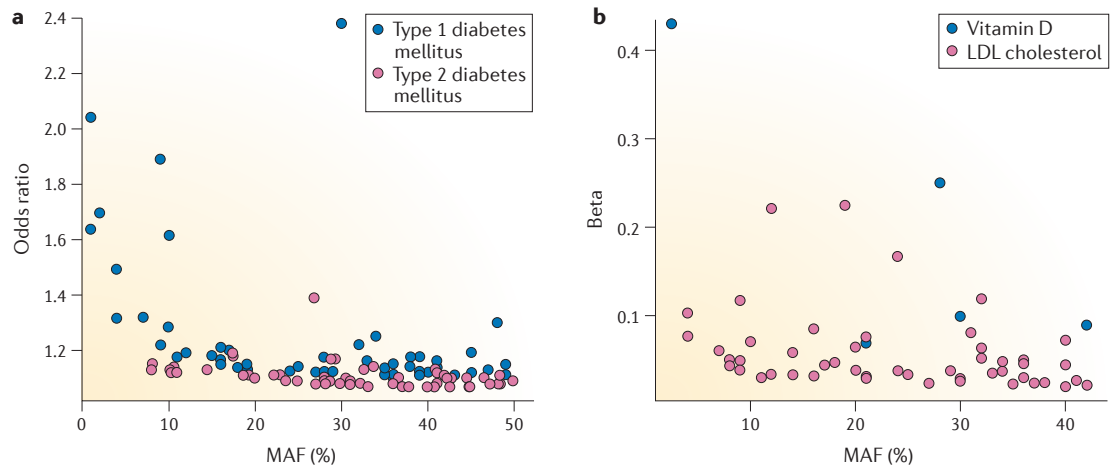 a
2.4
2.2
2.0
1.8
1.6
1.4
1.2
Odds ratio
0
10
20
30
40
50
MAF (%)
Type 1 diabetes
mellitus
Type 2 diabetes
mellitus
b
0.4
0.3
0.2
0.1
Beta
10
20
30
40
MAF (%)
Vitamin D
LDL cholesterol